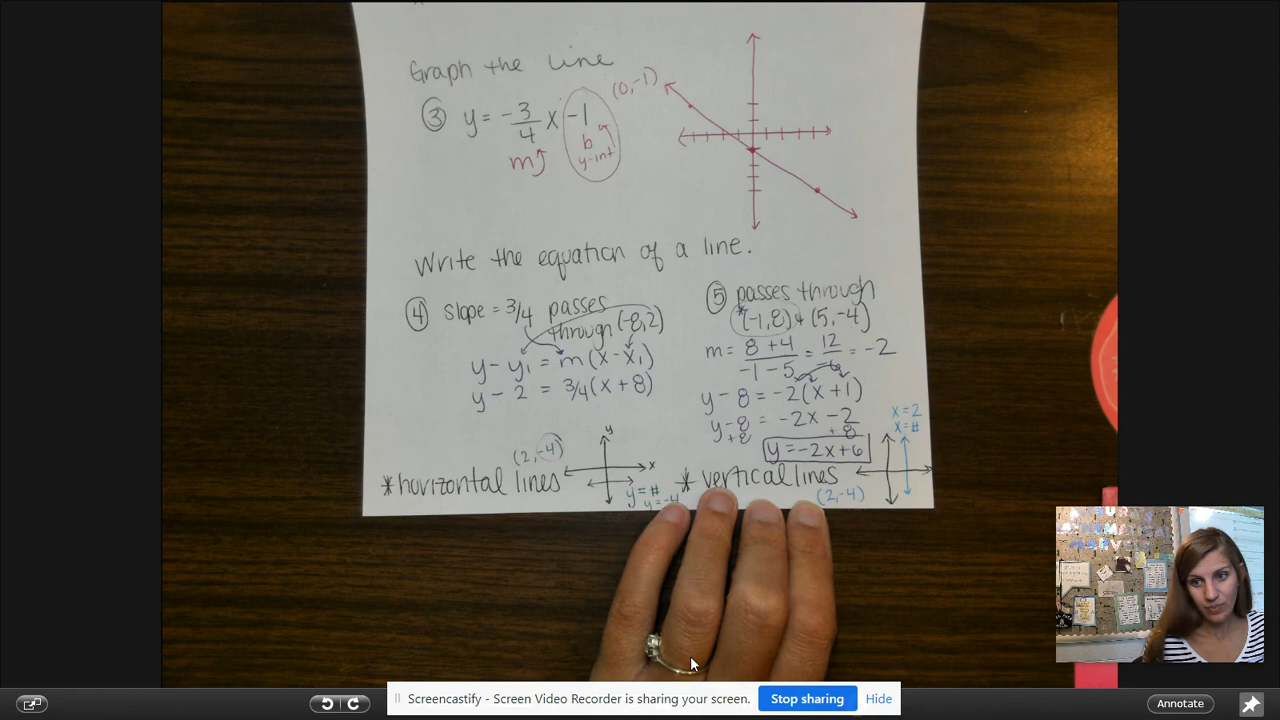 Graph the line
③ y = -3/4 x -1
m
b
y-int
(0,-1)
Write the equation of a line.
④ Slope = 3/4 passes
through (-8,2)
y - y₁ = m(x - x₁)
y - 2 = 3/4(x + 8)
⑤ passes through
*(-1,8) + (5,-4)
m = 8+4/-1-5 = 12/-6 = -2
y - 8 = -2(x + 1)
y - 8 = -2x - 2
+8 +8
y = -2x + 6
(2,-4)
y
x
*horizontal lines
y = #
y = -4
*vertical lines
(2,-4)
x = 2
x = #
Screencastify - Screen Video Recorder is sharing your screen.
Stop sharing
Hide
Annotate